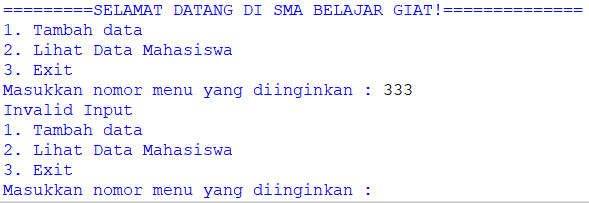 =========SELAMAT DATANG DI SMA BELAJAR GIAT!==============
1. Tambah data
2. Lihat Data Mahasiswa
3. Exit
Masukkan nomor menu yang diinginkan : 333
Invalid Input
1. Tambah data
2. Lihat Data Mahasiswa
3. Exit
Masukkan nomor menu yang diinginkan :